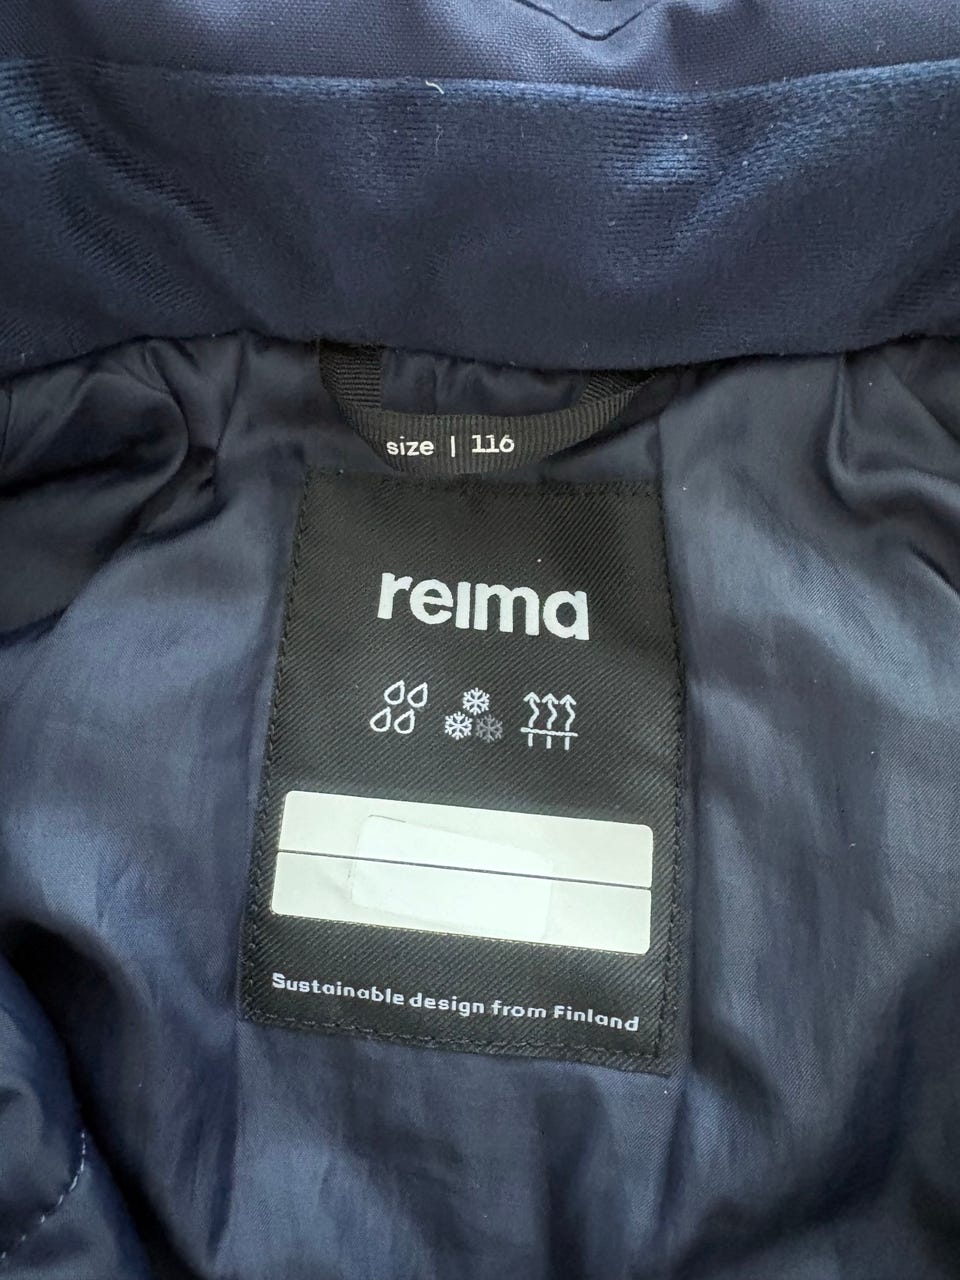 size | 116
reima
Sustainable design from Finland